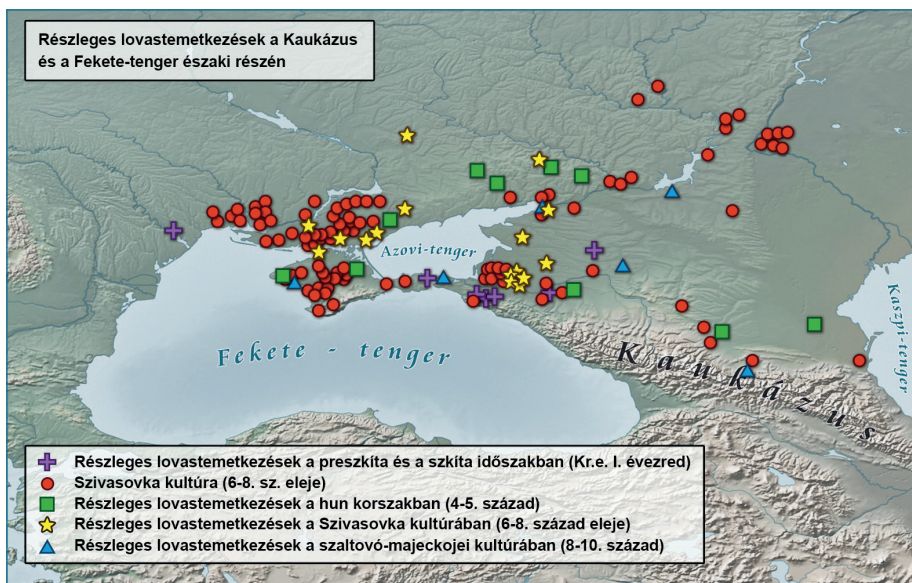 Részleges lovastemetkezések a Kaukázus
és a Fekete-tenger északi részén
Azovi-tenger
Kaszpi-tenger
Fekete - tenger
Kaukázus
Részleges lovastemetkezések a preszkíta és a szkíta időszakban (Kr.e. I. évezred)
Szivasovka kultúra (6-8. sz. eleje)
Részleges lovastemetkezések a hun korszakban (4-5. század)
Részleges lovastemetkezések a Szivasovka kultúrában (6-8. század eleje)
Részleges lovastemetkezések a szaltovó-majeckojei kultúrában (8-10. század)